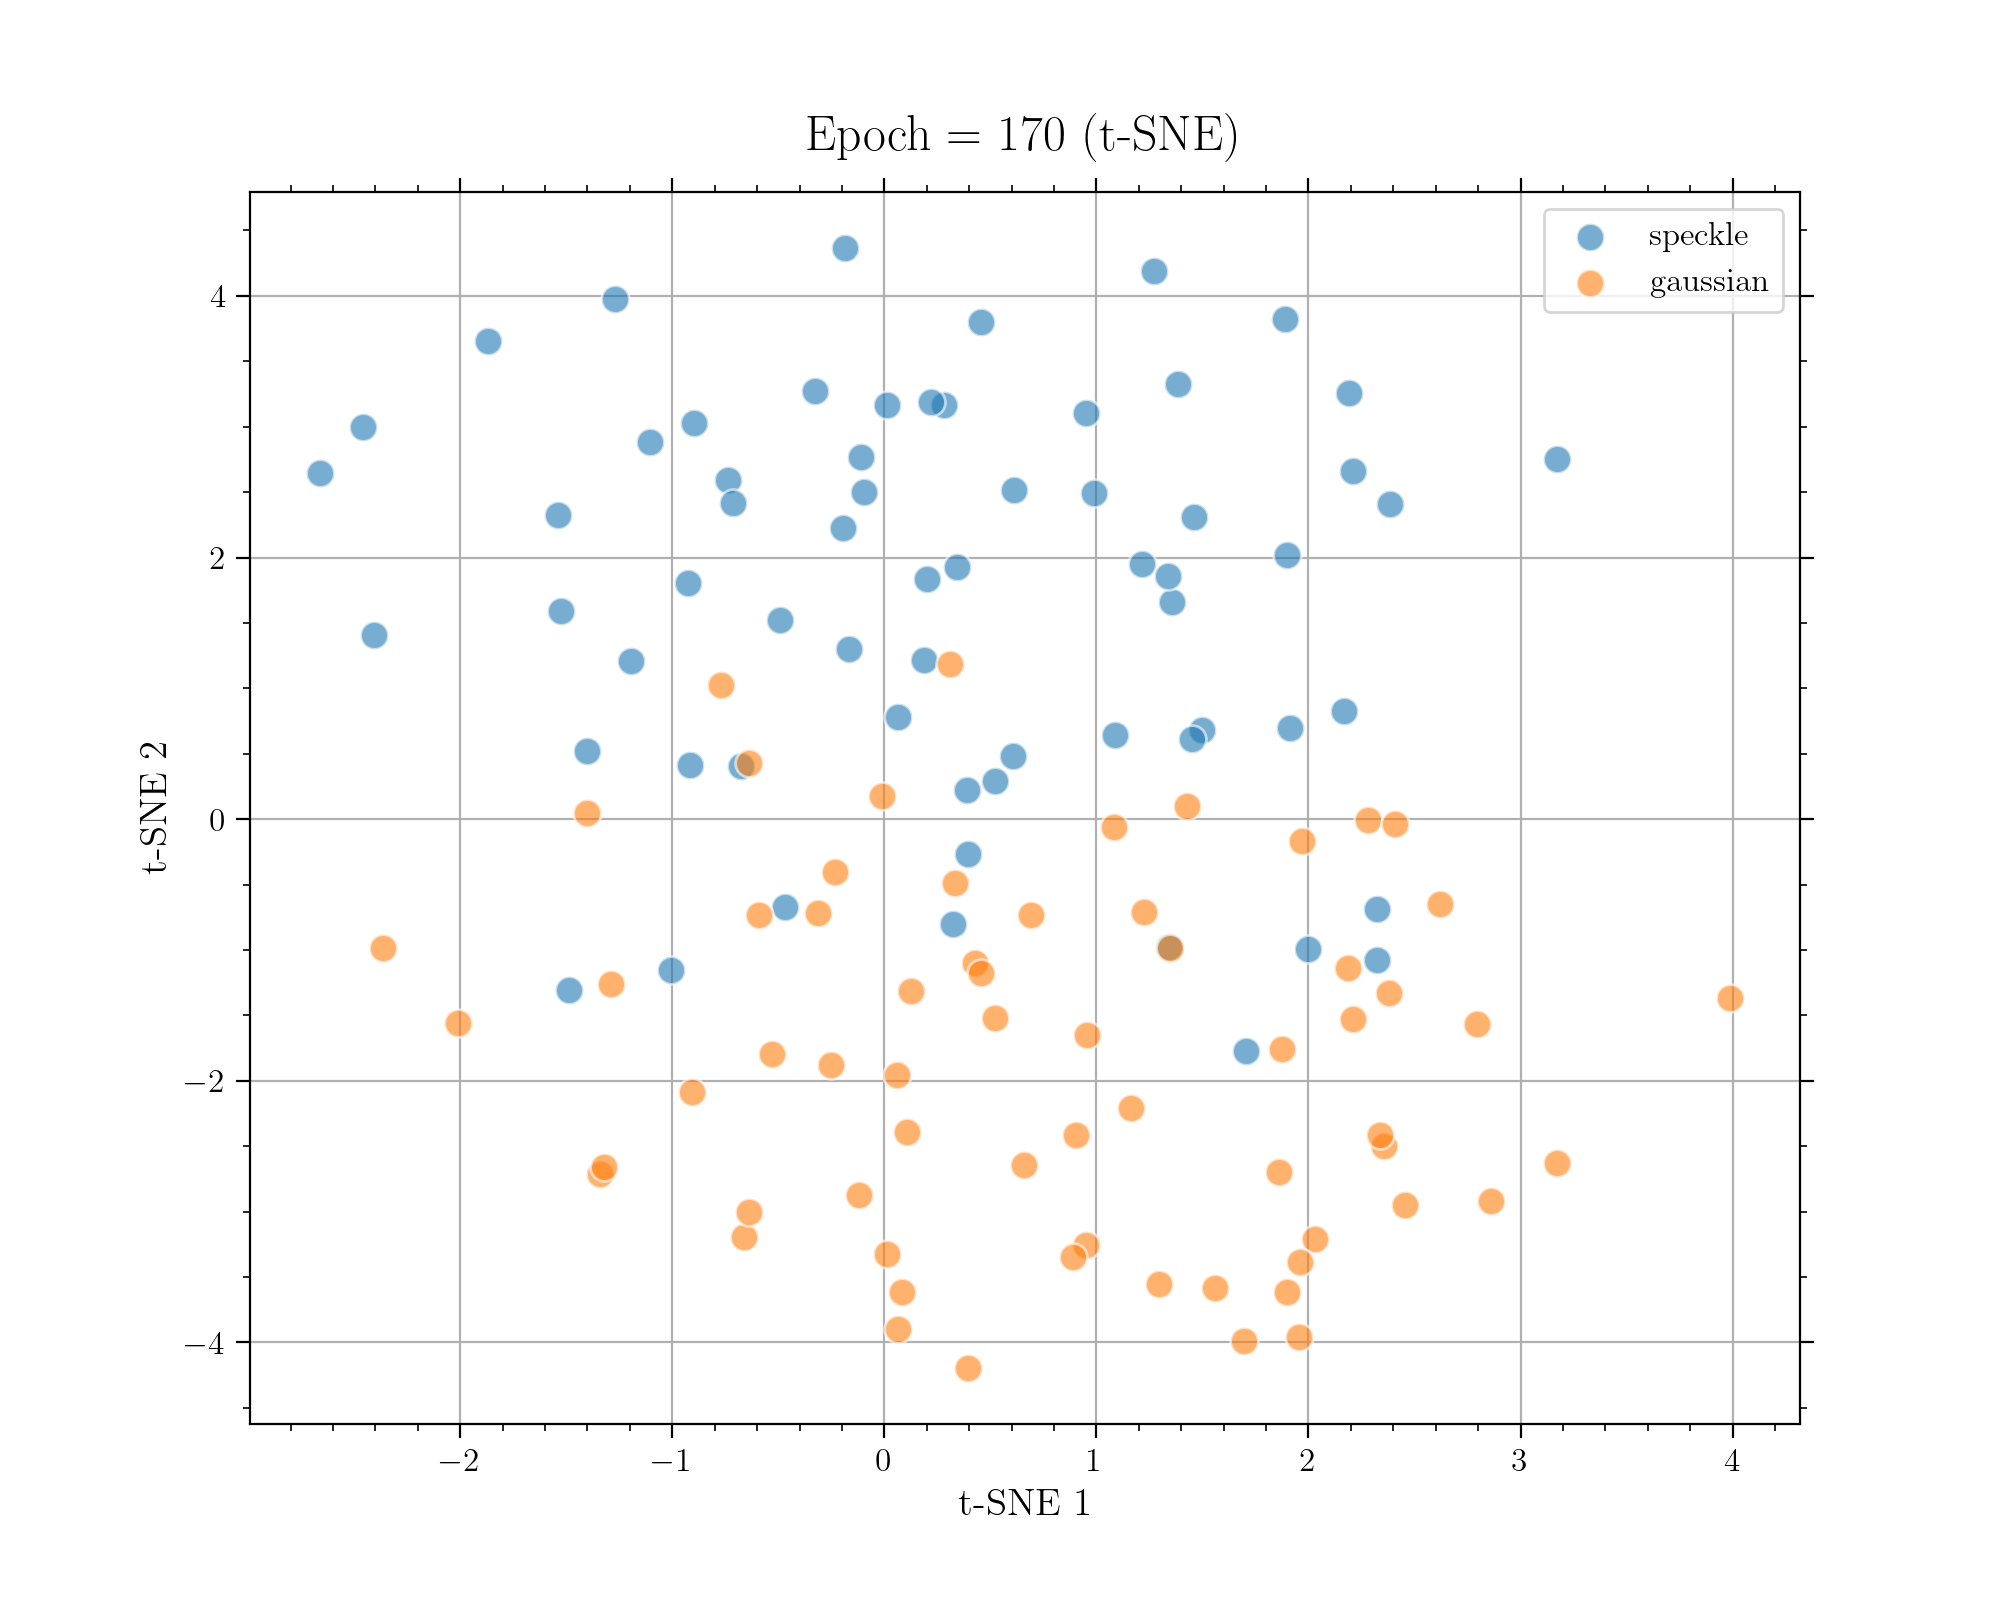 Epoch = 170 (t-SNE)
speckle
gaussian
4
2
0
−2
−4
t-SNE 2
−2
−1
0
1
2
3
4
t-SNE 1